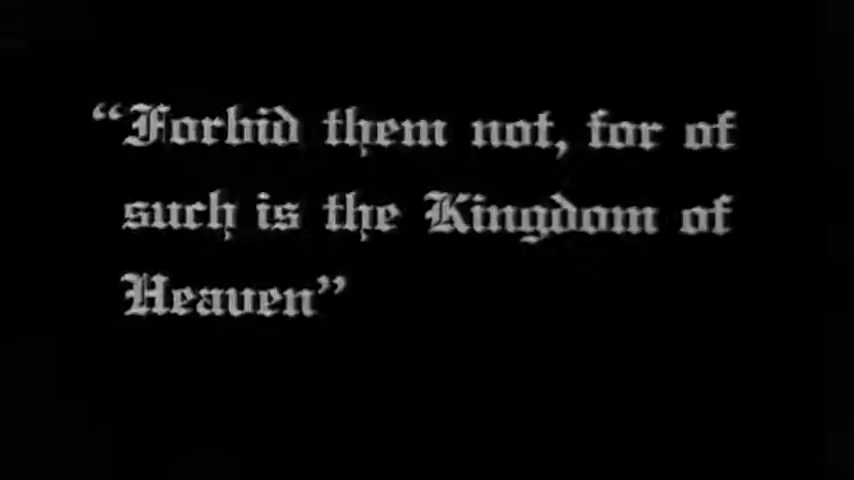 “Forbid them not, for of
such is the Kingdom of
Heaven”